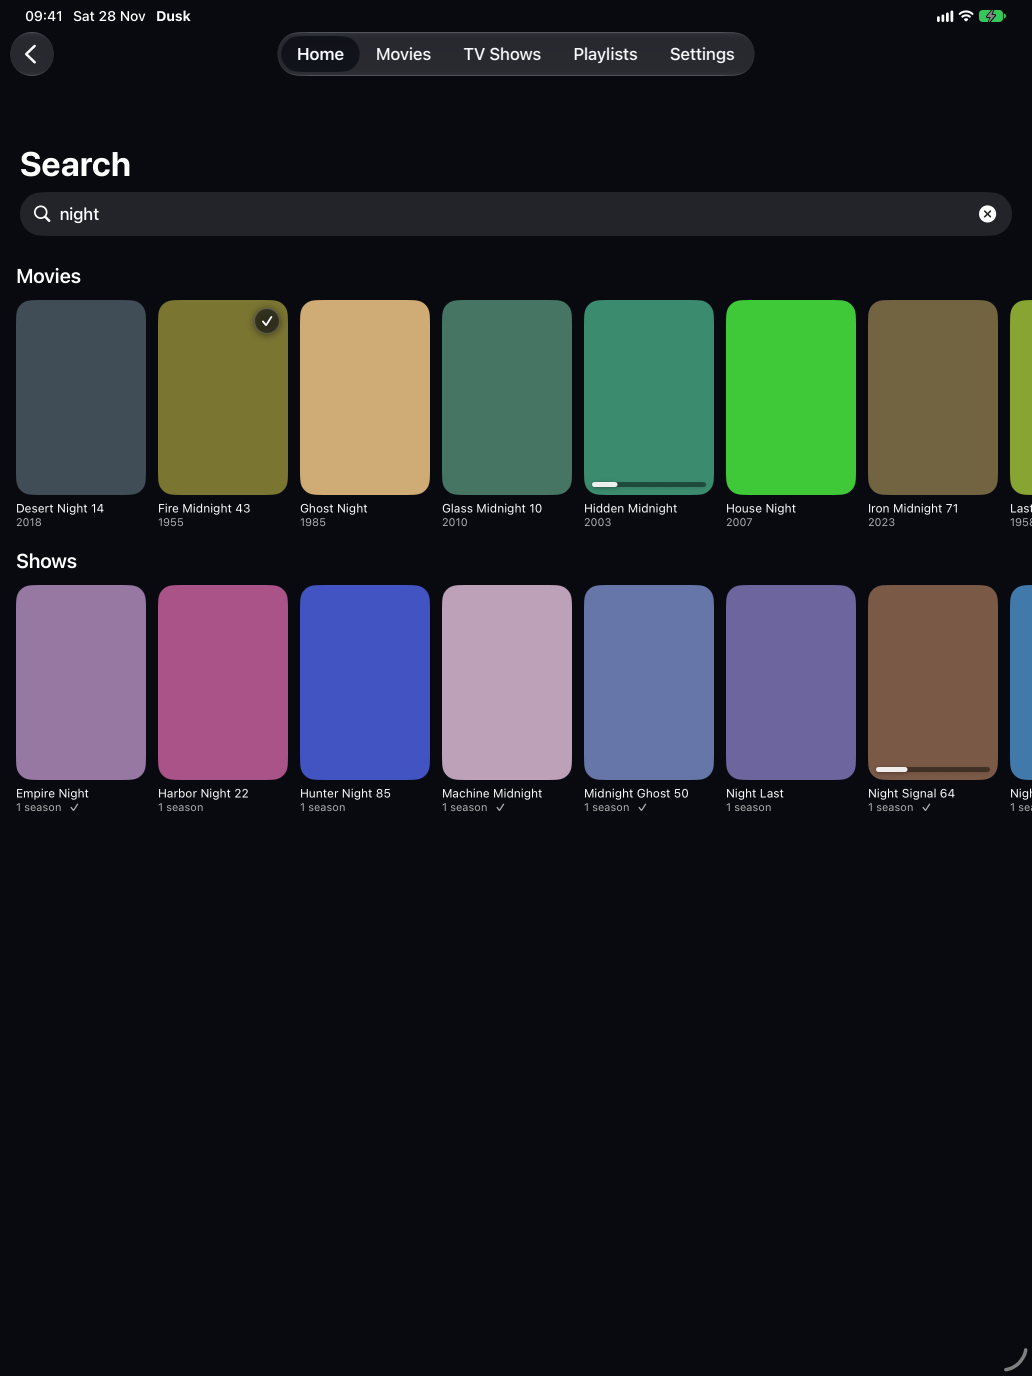 09:41 Sat 28 Nov Dusk
Home Movies TV Shows Playlists Settings
Search
night
Movies
Desert Night 14
2018
Fire Midnight 43
1955
Ghost Night
1985
Glass Midnight 10
2010
Hidden Midnight
2003
House Night
2007
Iron Midnight 71
2023
Last
1958
Shows
Empire Night
1 season
Harbor Night 22
1 season
Hunter Night 85
1 season
Machine Midnight
1 season
Midnight Ghost 50
1 season
Night Last
1 season
Night Signal 64
1 season